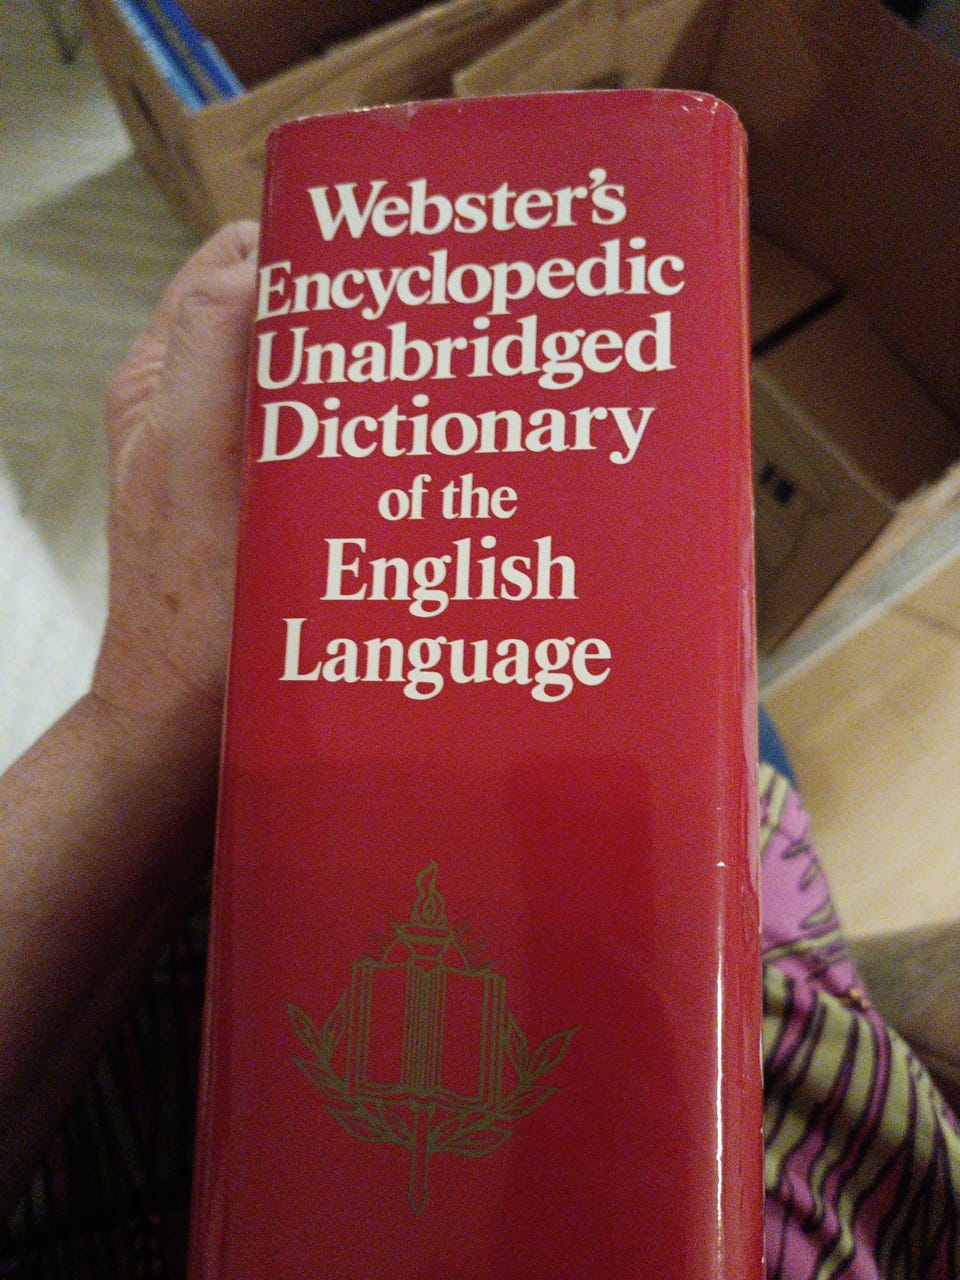 Webster's
Encyclopedic
Unabridged
Dictionary
of the
English
Language